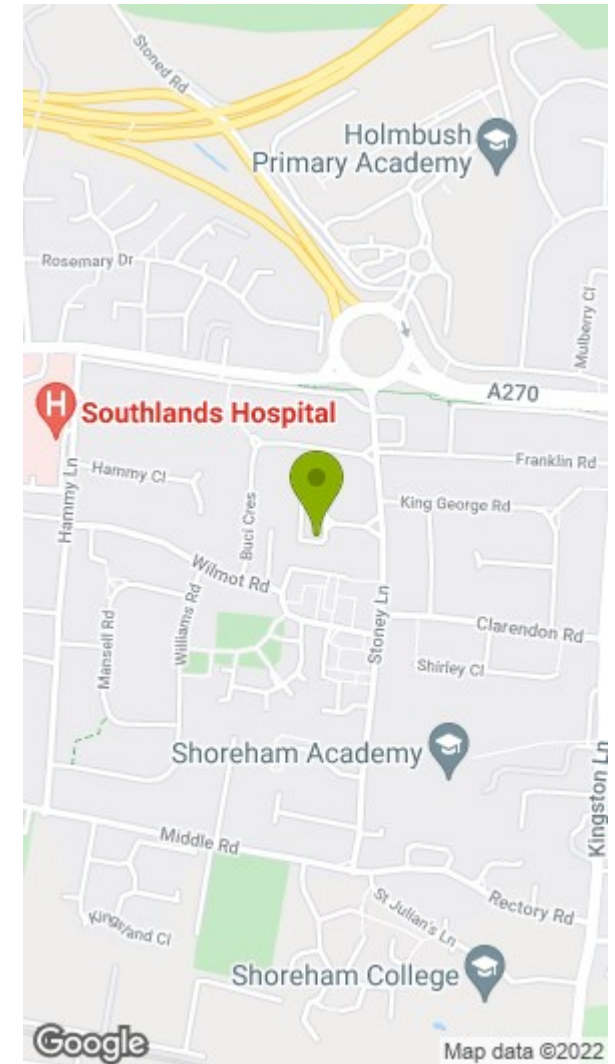 Stoned Rd
Holmbush
Primary Academy
Rosemary Dr
Mulberry Cl
A270
H
Southlands Hospital
Franklin Rd
Hammy Cl
Hammy Ln
Buci Cres
King George Rd
Wilmot Rd
Williams Rd
Mansell Rd
Stoney Ln
Clarendon Rd
Shirley Cl
Shoreham Academy
Kingston Ln
Middle Rd
Rectory Rd
St Julian's Ln
Kingsland Cl
Shoreham College
Google
Map data ©2022